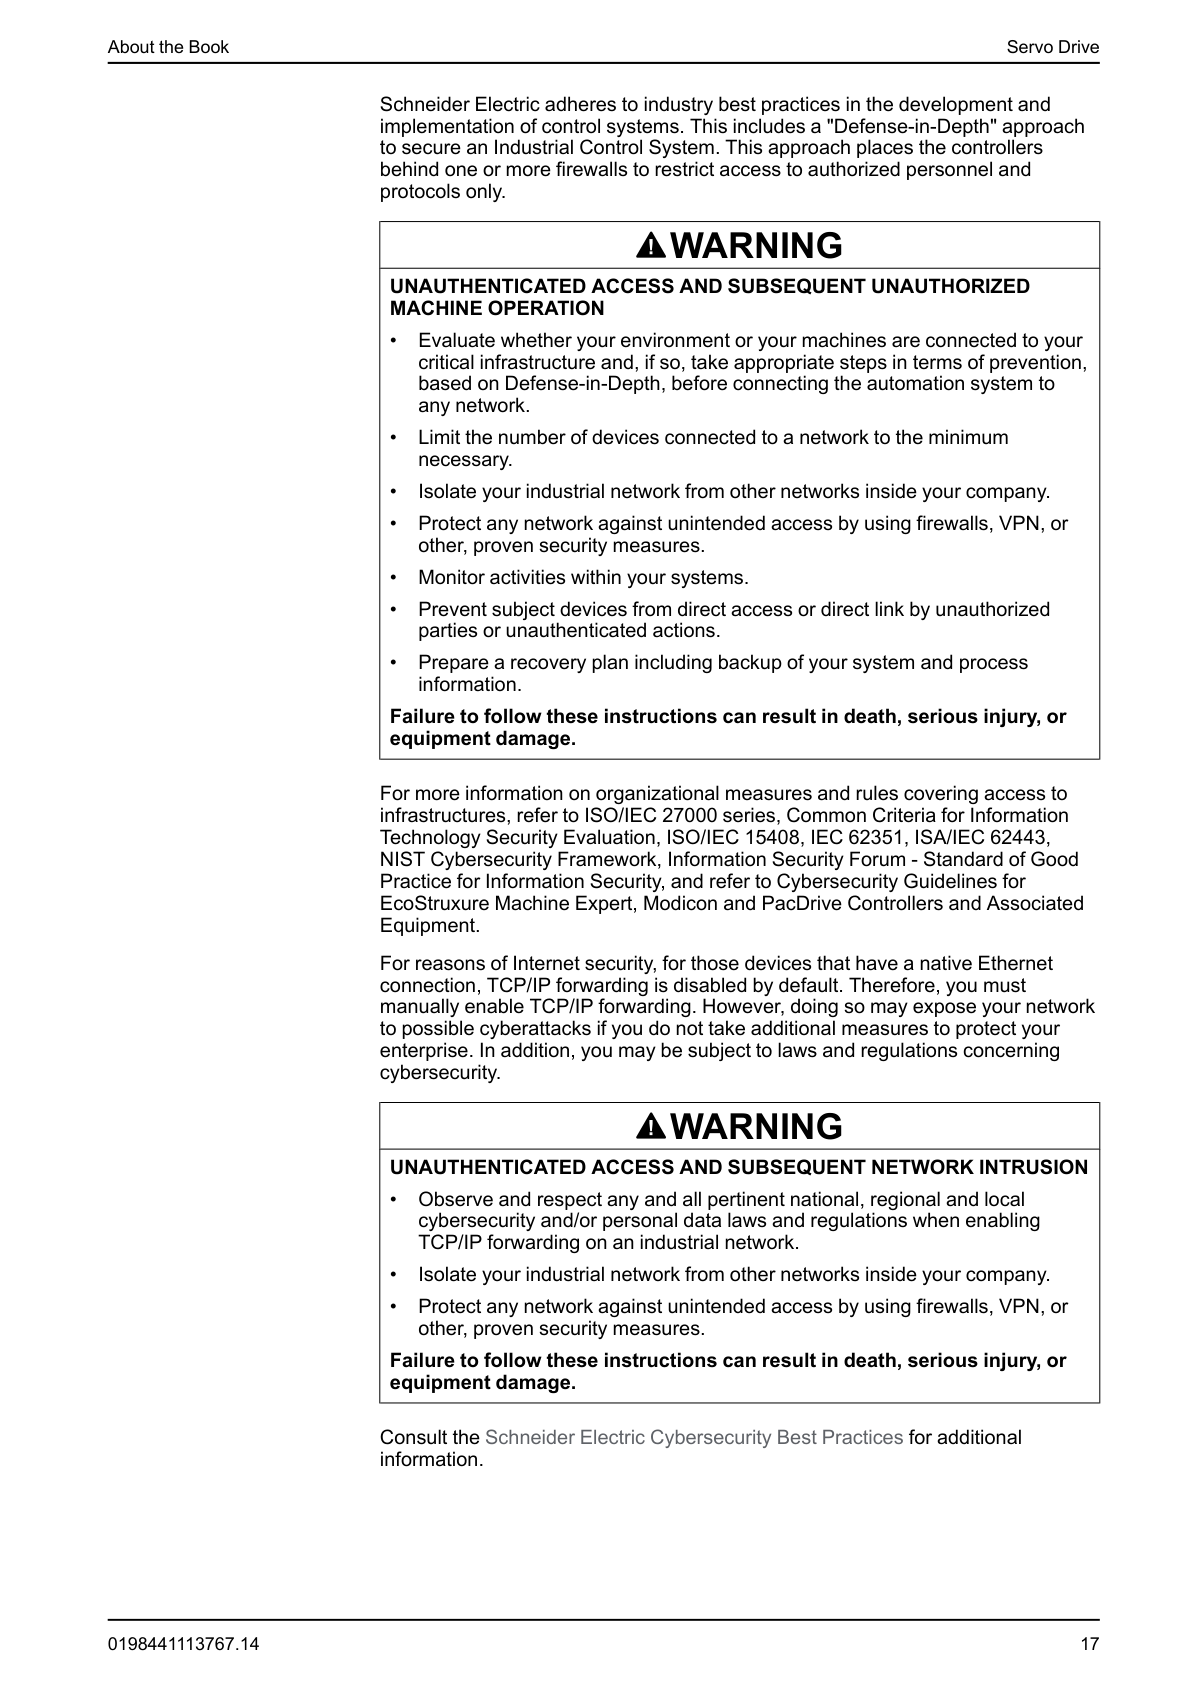 About the Book
Servo Drive
Schneider Electric adheres to industry best practices in the development and
implementation of control systems. This includes a "Defense-in-Depth" approach
to secure an Industrial Control System. This approach places the controllers
behind one or more firewalls to restrict access to authorized personnel and
protocols only.
WARNING
UNAUTHENTICATED ACCESS AND SUBSEQUENT UNAUTHORIZED
MACHINE OPERATION
• Evaluate whether your environment or your machines are connected to your
critical infrastructure and, if so, take appropriate steps in terms of prevention,
based on Defense-in-Depth, before connecting the automation system to
any network.
• Limit the number of devices connected to a network to the minimum
necessary.
• Isolate your industrial network from other networks inside your company.
• Protect any network against unintended access by using firewalls, VPN, or
other, proven security measures.
• Monitor activities within your systems.
• Prevent subject devices from direct access or direct link by unauthorized
parties or unauthenticated actions.
• Prepare a recovery plan including backup of your system and process
information.
Failure to follow these instructions can result in death, serious injury, or
equipment damage.
For more information on organizational measures and rules covering access to
infrastructures, refer to ISO/IEC 27000 series, Common Criteria for Information
Technology Security Evaluation, ISO/IEC 15408, IEC 62351, ISA/IEC 62443,
NIST Cybersecurity Framework, Information Security Forum - Standard of Good
Practice for Information Security, and refer to Cybersecurity Guidelines for
EcoStruxure Machine Expert, Modicon and PacDrive Controllers and Associated
Equipment.
For reasons of Internet security, for those devices that have a native Ethernet
connection, TCP/IP forwarding is disabled by default. Therefore, you must
manually enable TCP/IP forwarding. However, doing so may expose your network
to possible cyberattacks if you do not take additional measures to protect your
enterprise. In addition, you may be subject to laws and regulations concerning
cybersecurity.
WARNING
UNAUTHENTICATED ACCESS AND SUBSEQUENT NETWORK INTRUSION
• Observe and respect any and all pertinent national, regional and local
cybersecurity and/or personal data laws and regulations when enabling
TCP/IP forwarding on an industrial network.
• Isolate your industrial network from other networks inside your company.
• Protect any network against unintended access by using firewalls, VPN, or
other, proven security measures.
Failure to follow these instructions can result in death, serious injury, or
equipment damage.
Consult the Schneider Electric Cybersecurity Best Practices for additional
information.
0198441113767.14
17